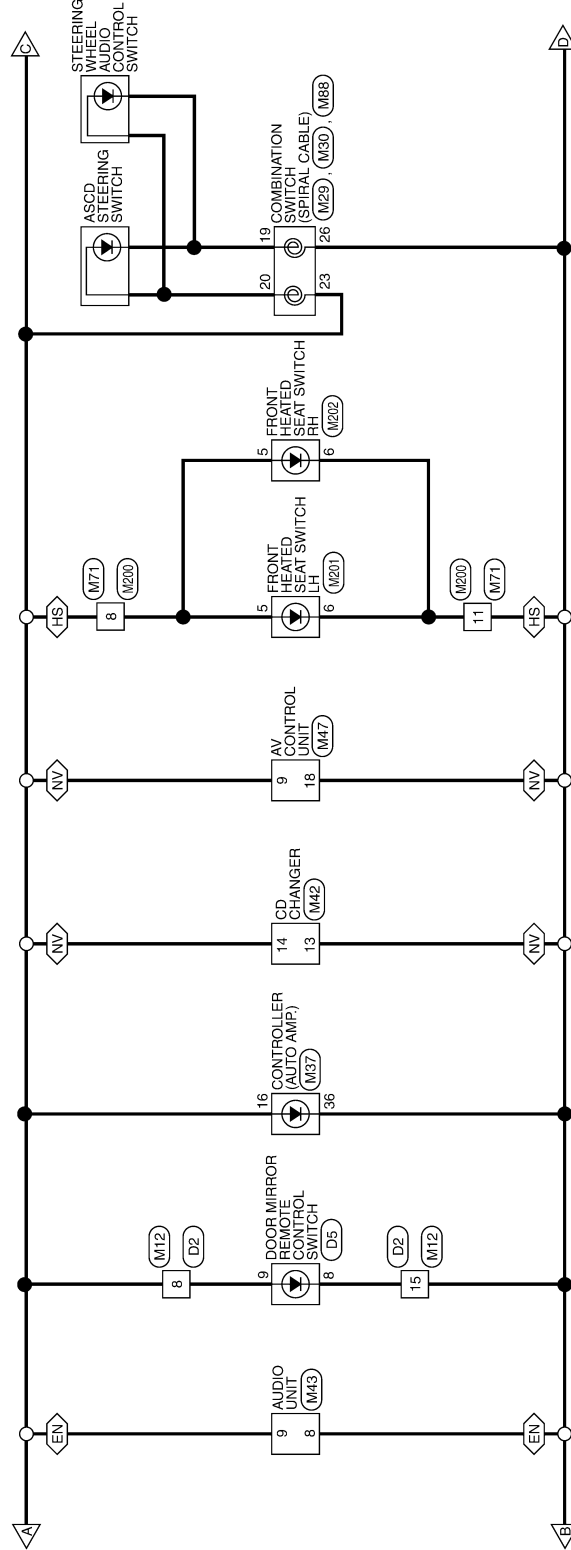 A
C
EN
AUDIO
UNIT
M43
9
8
EN
8
M12
D2
9
DOOR MIRROR
REMOTE
CONTROL
SWITCH
D5
8
15
D2
M12
16
CONTROLLER
(AUTO AMP.)
M37
36
NV
14
CD
CHANGER
M42
13
NV
NV
9
AV
CONTROL
UNIT
M47
18
NV
HS
8
M71
M200
5
FRONT
HEATED
SEAT SWITCH
LH
M201
6
11
M200
M71
HS
5
FRONT
HEATED
SEAT SWITCH
RH
M202
6
ASCD
STEERING
SWITCH
STEERING
WHEEL
AUDIO
CONTROL
SWITCH
20
19
COMBINATION
SWITCH
(SPIRAL CABLE)
M29 , M30 , M88
23
26
B
D